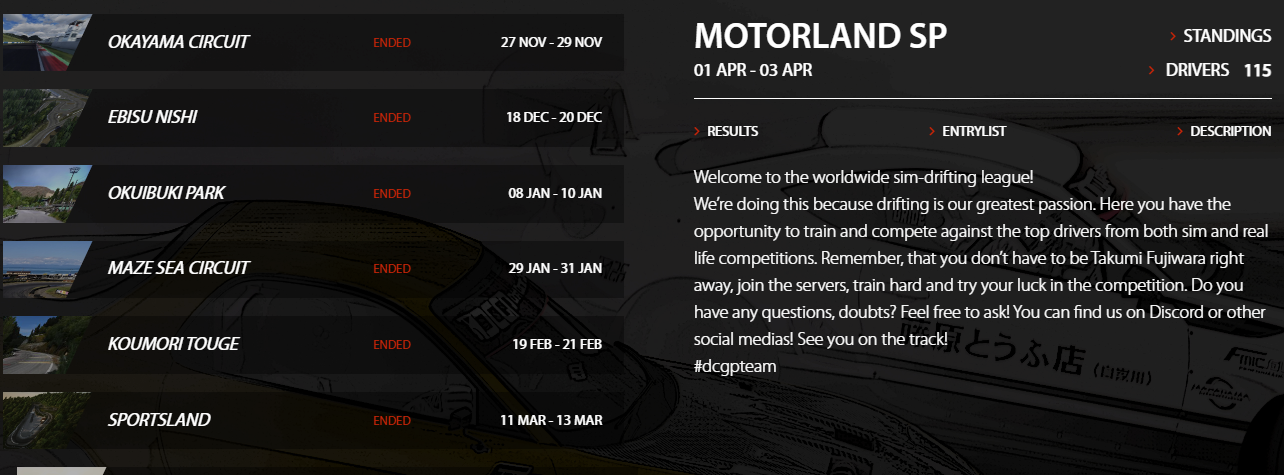 OKAYAMA CIRCUIT ENDED 27 NOV - 29 NOV
EBISU NISHI ENDED 18 DEC - 20 DEC
OKUIBUKI PARK ENDED 08 JAN - 10 JAN
MAZE SEA CIRCUIT ENDED 29 JAN - 31 JAN
KOUMORI TOUGE ENDED 19 FEB - 21 FEB
SPORTSLAND ENDED 11 MAR - 13 MAR
MOTORLAND SP
STANDINGS
01 APR - 03 APR
DRIVERS 115
RESULTS ENTRYLIST DESCRIPTION
Welcome to the worldwide sim-drifting league!
We're doing this because drifting is our greatest passion. Here you have the
opportunity to train and compete against the top drivers from both sim and real
life competitions. Remember, that you don't have to be Takumi Fujiwara right
away, join the servers, train hard and try your luck in the competition. Do you
have any questions, doubts? Feel free to ask! You can find us on Discord or other
social medias! See you on the track!
#dcgpteam
藤原とうふ店